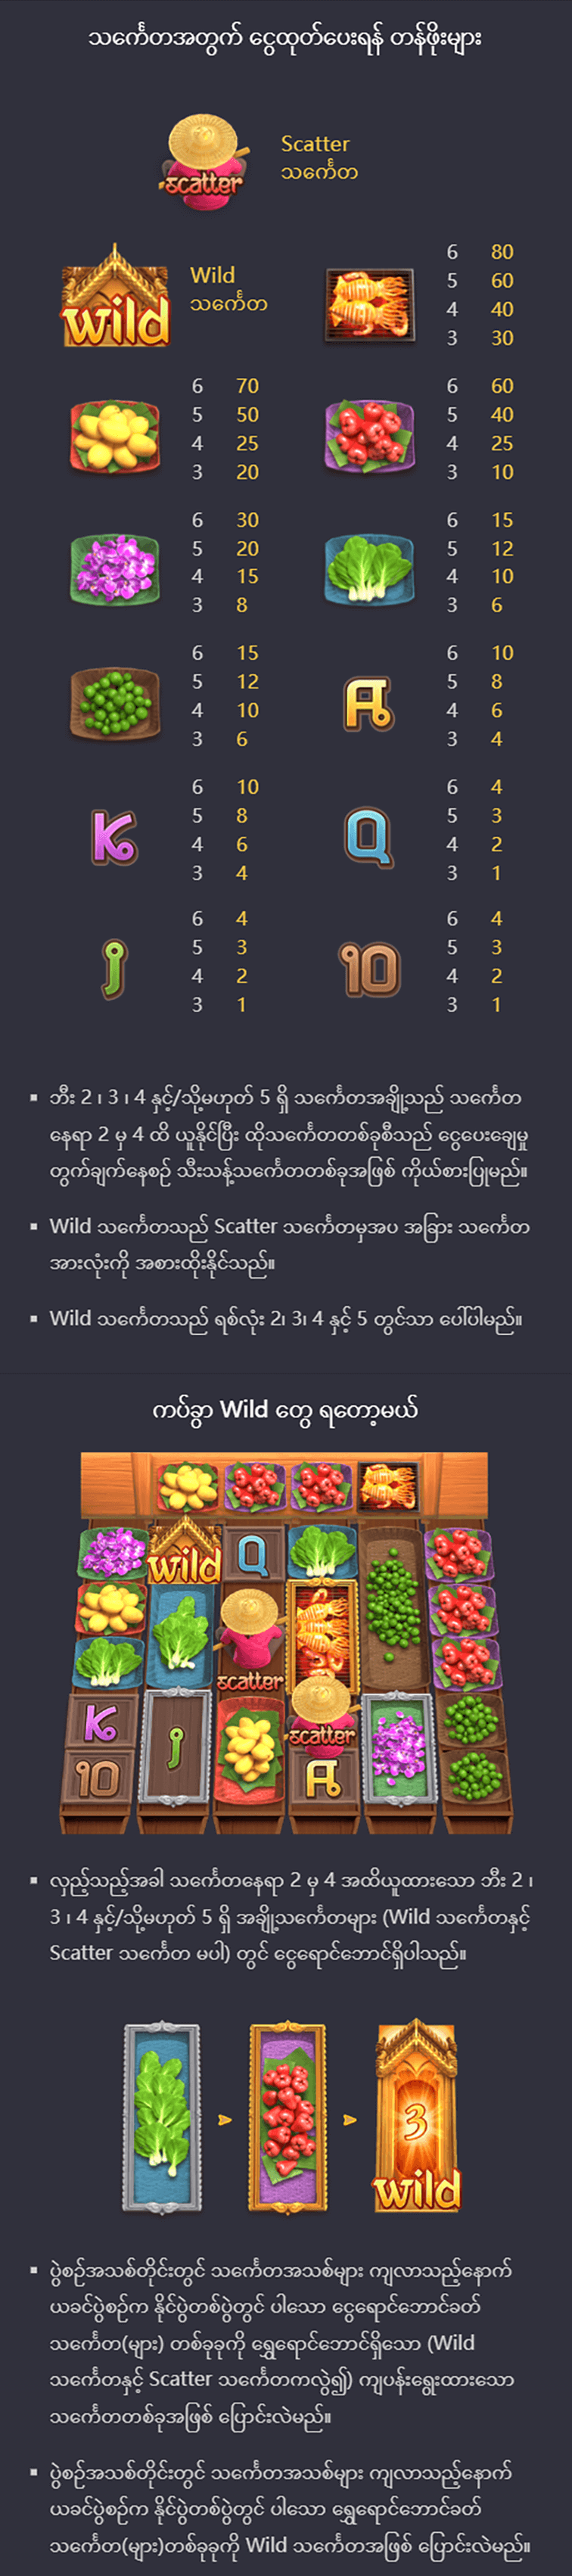 သင်္ကေတအတွက် ငွေထုတ်ပေးရန် တန်ဖိုးများ
scatter
Scatter
သင်္ကေတ
wild
Wild
သင်္ကေတ
6 80
5 60
4 40
3 30
6 70
5 50
4 25
3 20
6 60
5 40
4 25
3 10
6 30
5 20
4 15
3 8
6 15
5 12
4 10
3 6
6 15
5 12
4 10
3 6
A
6 10
5 8
4 6
3 4
K
6 10
5 8
4 6
3 4
Q
6 4
5 3
4 2
3 1
J
6 4
5 3
4 2
3 1
10
6 4
5 3
4 2
3 1
▪ ဘီး 2 ၊ 3 ၊ 4 နှင့်/သို့မဟုတ် 5 ရှိ သင်္ကေတအချို့သည် သင်္ကေတ
နေရာ 2 မှ 4 ထိ ယူနိုင်ပြီး ထိုသင်္ကေတတစ်ခုစီသည် ငွေပေးချေမှု
တွက်ချက်နေစဉ် သီးသန့်သင်္ကေတတစ်ခုအဖြစ် ကိုယ်စားပြုမည်။
▪ Wild သင်္ကေတသည် Scatter သင်္ကေတမှအပ အခြား သင်္ကေတ
အားလုံးကို အစားထိုးနိုင်သည်။
▪ Wild သင်္ကေတသည် ရစ်လုံး 2၊ 3၊ 4 နှင့် 5 တွင်သာ ပေါ်ပါမည်။
ကပ်ခွာ Wild တွေ ရတော့မယ်
wild
Q
scatter
K
J
scatter
10
A
▪ လှည့်သည့်အခါ သင်္ကေတနေရာ 2 မှ 4 အထိယူထားသော ဘီး 2 ၊
3 ၊ 4 နှင့်/သို့မဟုတ် 5 ရှိ အချို့သင်္ကေတများ (Wild သင်္ကေတနှင့်
Scatter သင်္ကေတ မပါ) တွင် ငွေရောင်ဘောင်ရှိပါသည်။
3
wild
▪ ပွဲစဉ်အသစ်တိုင်းတွင် သင်္ကေတအသစ်များ ကျလာသည့်နောက်
ယခင်ပွဲစဉ်က နိုင်ပွဲတစ်ပွဲတွင် ပါသော ငွေရောင်ဘောင်ခတ်
သင်္ကေတ(များ) တစ်ခုခုကို ရွှေရောင်ဘောင်ရှိသော (Wild
သင်္ကေတနှင့် Scatter သင်္ကေတကလွဲ၍) ကျပန်းရွေးထားသော
သင်္ကေတတစ်ခုအဖြစ် ပြောင်းလဲမည်။
▪ ပွဲစဉ်အသစ်တိုင်းတွင် သင်္ကေတအသစ်များ ကျလာသည့်နောက်
ယခင်ပွဲစဉ်က နိုင်ပွဲတစ်ပွဲတွင် ပါသော ရွှေရောင်ဘောင်ခတ်
သင်္ကေတ(များ)တစ်ခုခုကို Wild သင်္ကေတအဖြစ် ပြောင်းလဲမည်။